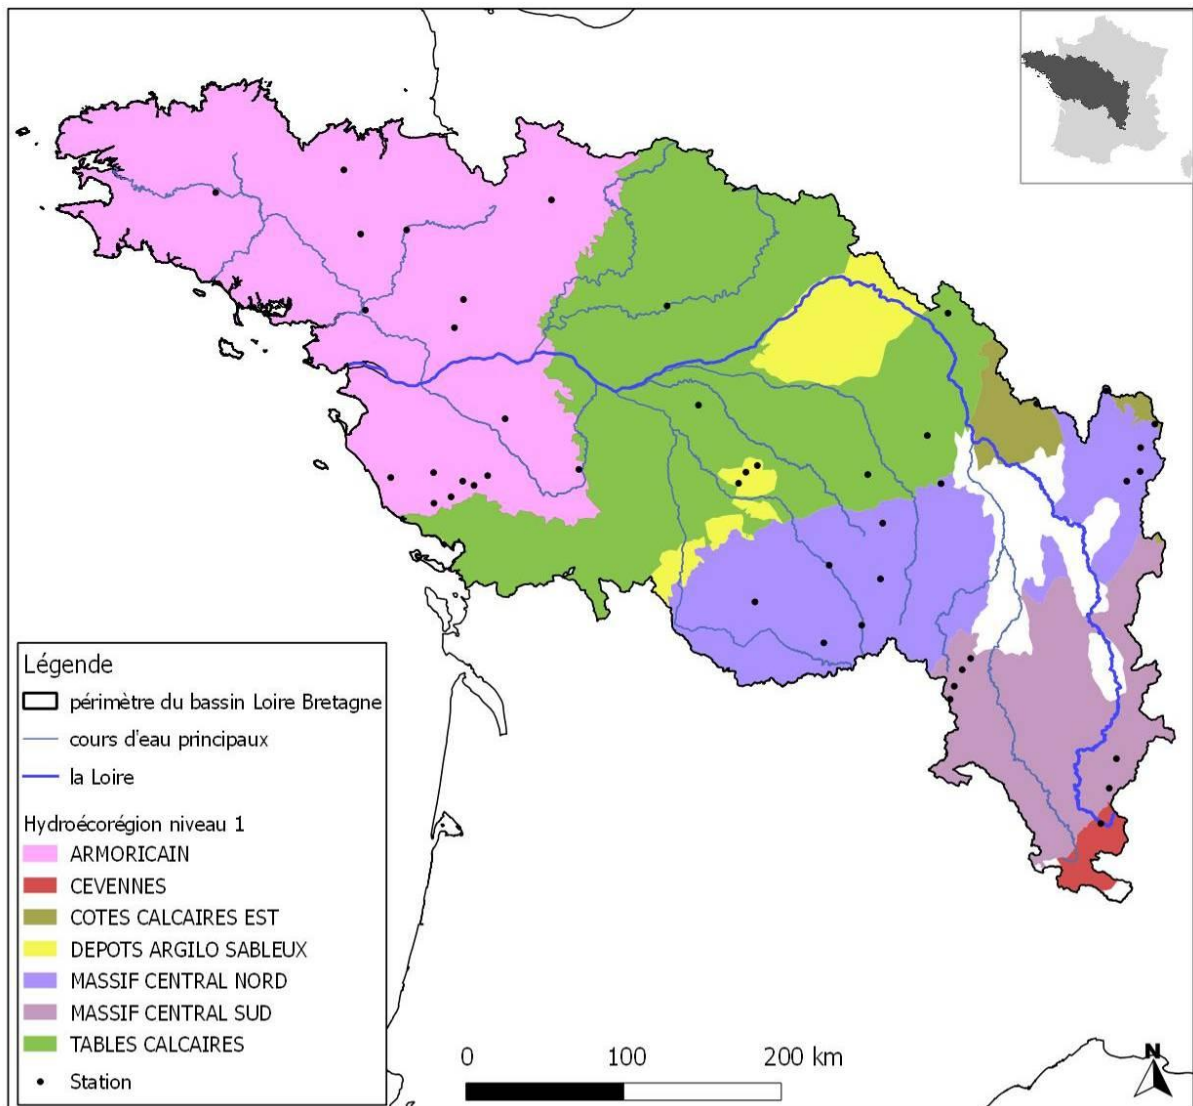 Légende
périmètre du bassin Loire Bretagne
cours d'eau principaux
la Loire
Hydroécorégion niveau 1
ARMORICAIN
CEVENNES
COTES CALCAIRES EST
DEPOTS ARGILO SABLEUX
MASSIF CENTRAL NORD
MASSIF CENTRAL SUD
TABLES CALCAIRES
Station
0 100 200 km
N